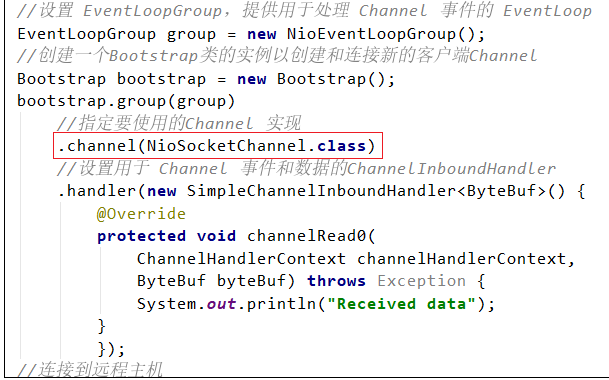 //设置 EventLoopGroup，提供用于处理 Channel 事件的 EventLoop
EventLoopGroup group = new NioEventLoopGroup();
//创建一个Bootstrap类的实例以创建和连接新的客户端Channel
Bootstrap bootstrap = new Bootstrap();
bootstrap.group(group)
//指定要使用的Channel 实现
.channel(NioSocketChannel.class)
//设置用于 Channel 事件和数据的ChannelInboundHandler
.handler(new SimpleChannelInboundHandler<ByteBuf>() {
@Override
protected void channelRead0(
ChannelHandlerContext channelHandlerContext,
ByteBuf byteBuf) throws Exception {
System.out.println("Received data");
}
});
//连接到远程主机